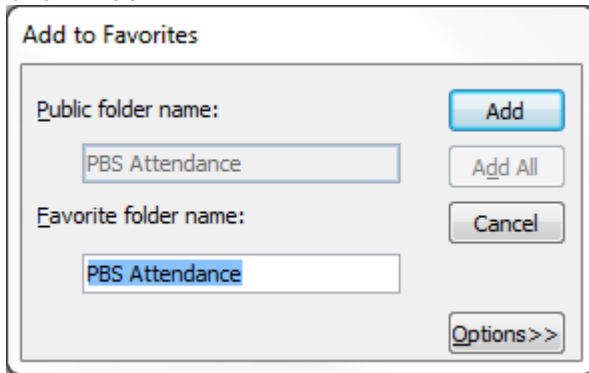 Add to Favorites
Public folder name:
Add
PBS Attendance
Add All
Favorite folder name:
Cancel
PBS Attendance
Options>>